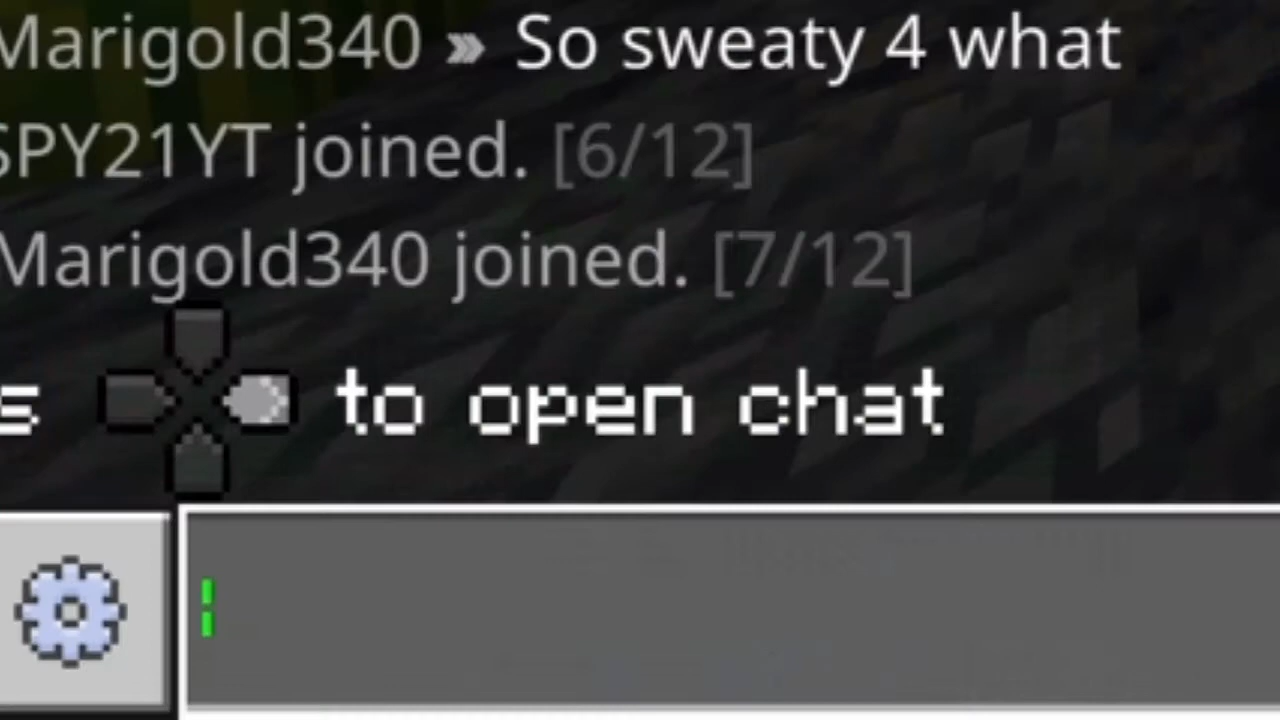 Marigold340 » So sweaty 4 what
SPY21YT joined. [6/12]
Marigold340 joined. [7/12]
s to open chat